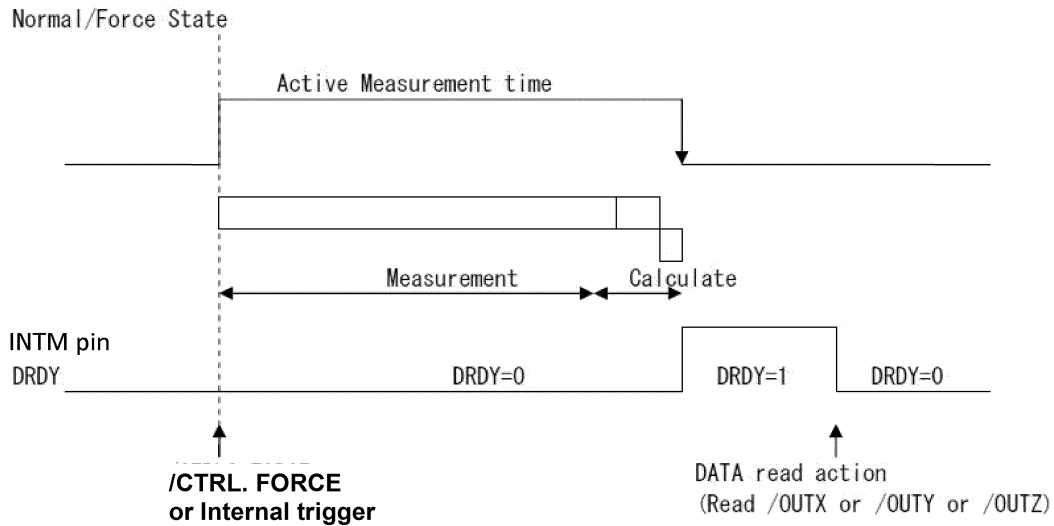 Normal/Force State
Active Measurement time
Measurement
Calculate
INTM pin
DRDY
DRDY=0
DRDY=1
DRDY=0
/CTRL. FORCE
or Internal trigger
DATA read action
(Read /OUTX or /OUTY or /OUTZ)